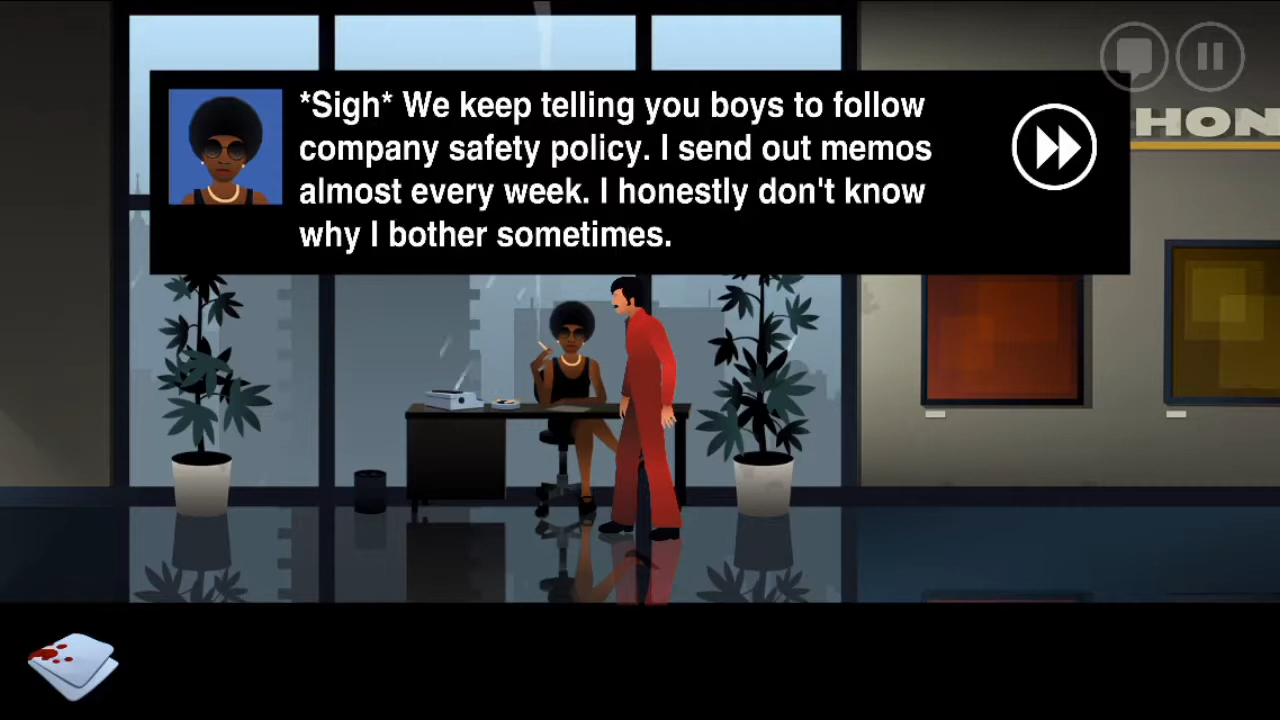 *Sigh* We keep telling you boys to follow
company safety policy. I send out memos
almost every week. I honestly don't know
why I bother sometimes.
HON